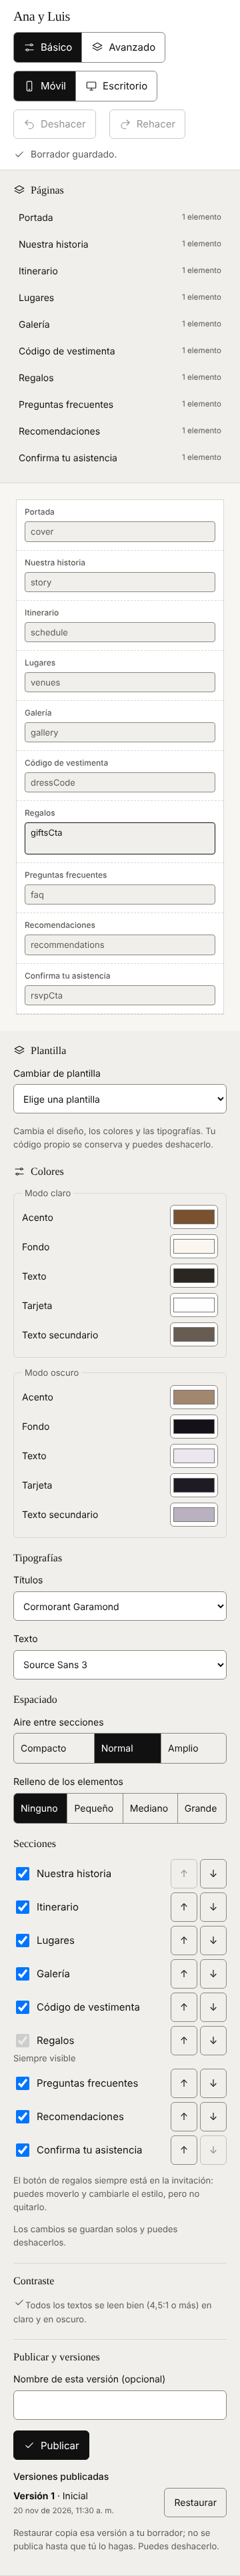 Ana y Luis
Básico
Avanzado
Móvil
Escritorio
Deshacer
Rehacer
Borrador guardado.
Páginas
Portada 1 elemento
Nuestra historia 1 elemento
Itinerario 1 elemento
Lugares 1 elemento
Galería 1 elemento
Código de vestimenta 1 elemento
Regalos 1 elemento
Preguntas frecuentes 1 elemento
Recomendaciones 1 elemento
Confirma tu asistencia 1 elemento
Portada
cover
Nuestra historia
story
Itinerario
schedule
Lugares
venues
Galería
gallery
Código de vestimenta
dressCode
Regalos
giftsCta
Preguntas frecuentes
faq
Recomendaciones
recommendations
Confirma tu asistencia
rsvpCta
Plantilla
Cambiar de plantilla
Elige una plantilla
Cambia el diseño, los colores y las tipografías. Tu
código propio se conserva y puedes deshacerlo.
Colores
Modo claro
Acento
Fondo
Texto
Tarjeta
Texto secundario
Modo oscuro
Acento
Fondo
Texto
Tarjeta
Texto secundario
Tipografías
Títulos
Cormorant Garamond
Texto
Source Sans 3
Espaciado
Aire entre secciones
Compacto Normal Amplio
Relleno de los elementos
Ninguno Pequeño Mediano Grande
Secciones
Nuestra historia ↑ ↓
Itinerario ↑ ↓
Lugares ↑ ↓
Galería ↑ ↓
Código de vestimenta ↑ ↓
Regalos ↑ ↓
Siempre visible
Preguntas frecuentes ↑ ↓
Recomendaciones ↑ ↓
Confirma tu asistencia ↑ ↓
El botón de regalos siempre está en la invitación:
puedes moverlo y cambiarle el estilo, pero no
quitarlo.
Los cambios se guardan solos y puedes
deshacerlos.
Contraste
Todos los textos se leen bien (4,5:1 o más) en
claro y en oscuro.
Publicar y versiones
Nombre de esta versión (opcional)
Publicar
Versiones publicadas
Versión 1 · Inicial
20 nov de 2026, 11:30 a. m.
Restaurar
Restaurar copia esa versión a tu borrador; no se
publica hasta que tú lo hagas. Puedes deshacerlo.